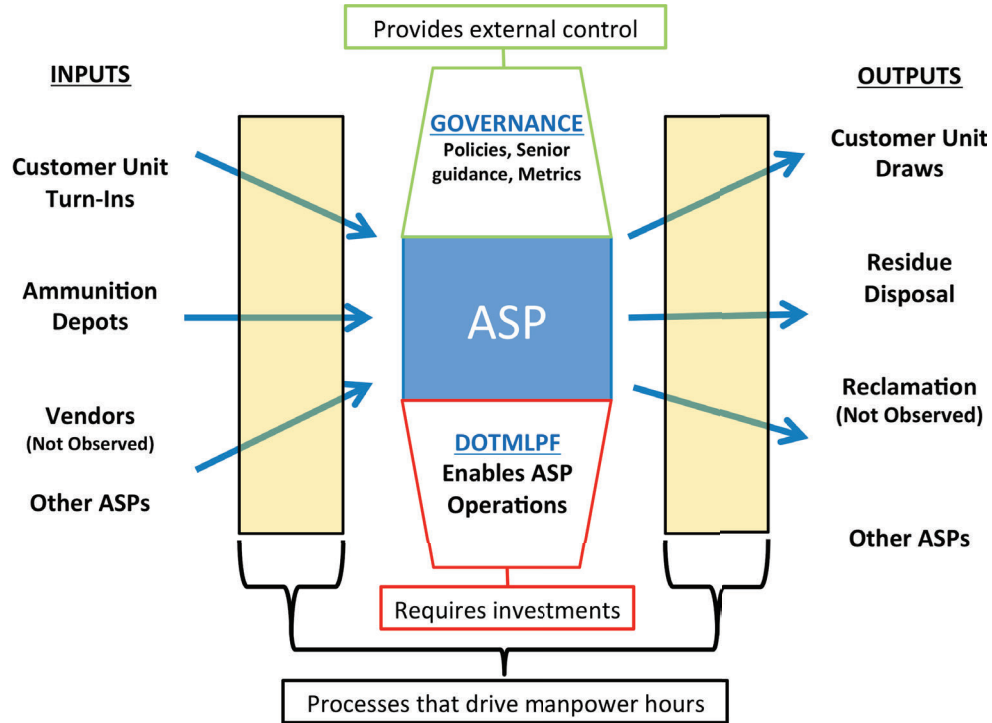 Provides external control
INPUTS
Customer Unit
Turn-Ins
Ammunition
Depots
Vendors
(Not Observed)
Other ASPs
GOVERNANCE
Policies, Senior
guidance, Metrics
ASP
DOTMLPF
Enables ASP
Operations
Requires investments
OUTPUTS
Customer Unit
Draws
Residue
Disposal
Reclamation
(Not Observed)
Other ASPs
Processes that drive manpower hours